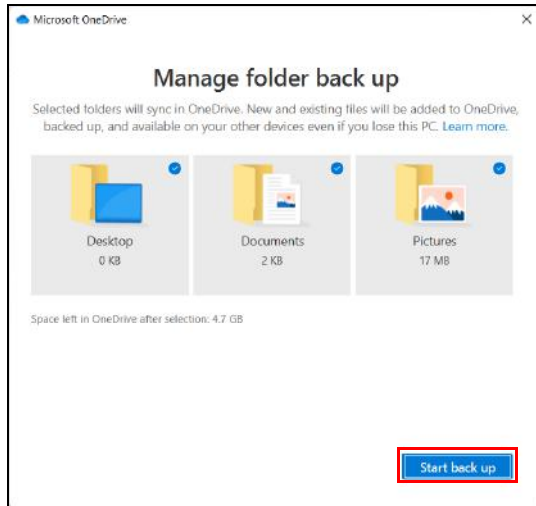 Microsoft OneDrive
Manage folder back up
Selected folders will sync in OneDrive. New and existing files will be added to OneDrive,
backed up, and available on your other devices even if you lose this PC. Learn more.
Desktop Documents Pictures
0 KB 2 KB 17 MB
Space left in OneDrive after selection: 4.7 GB
Start back up